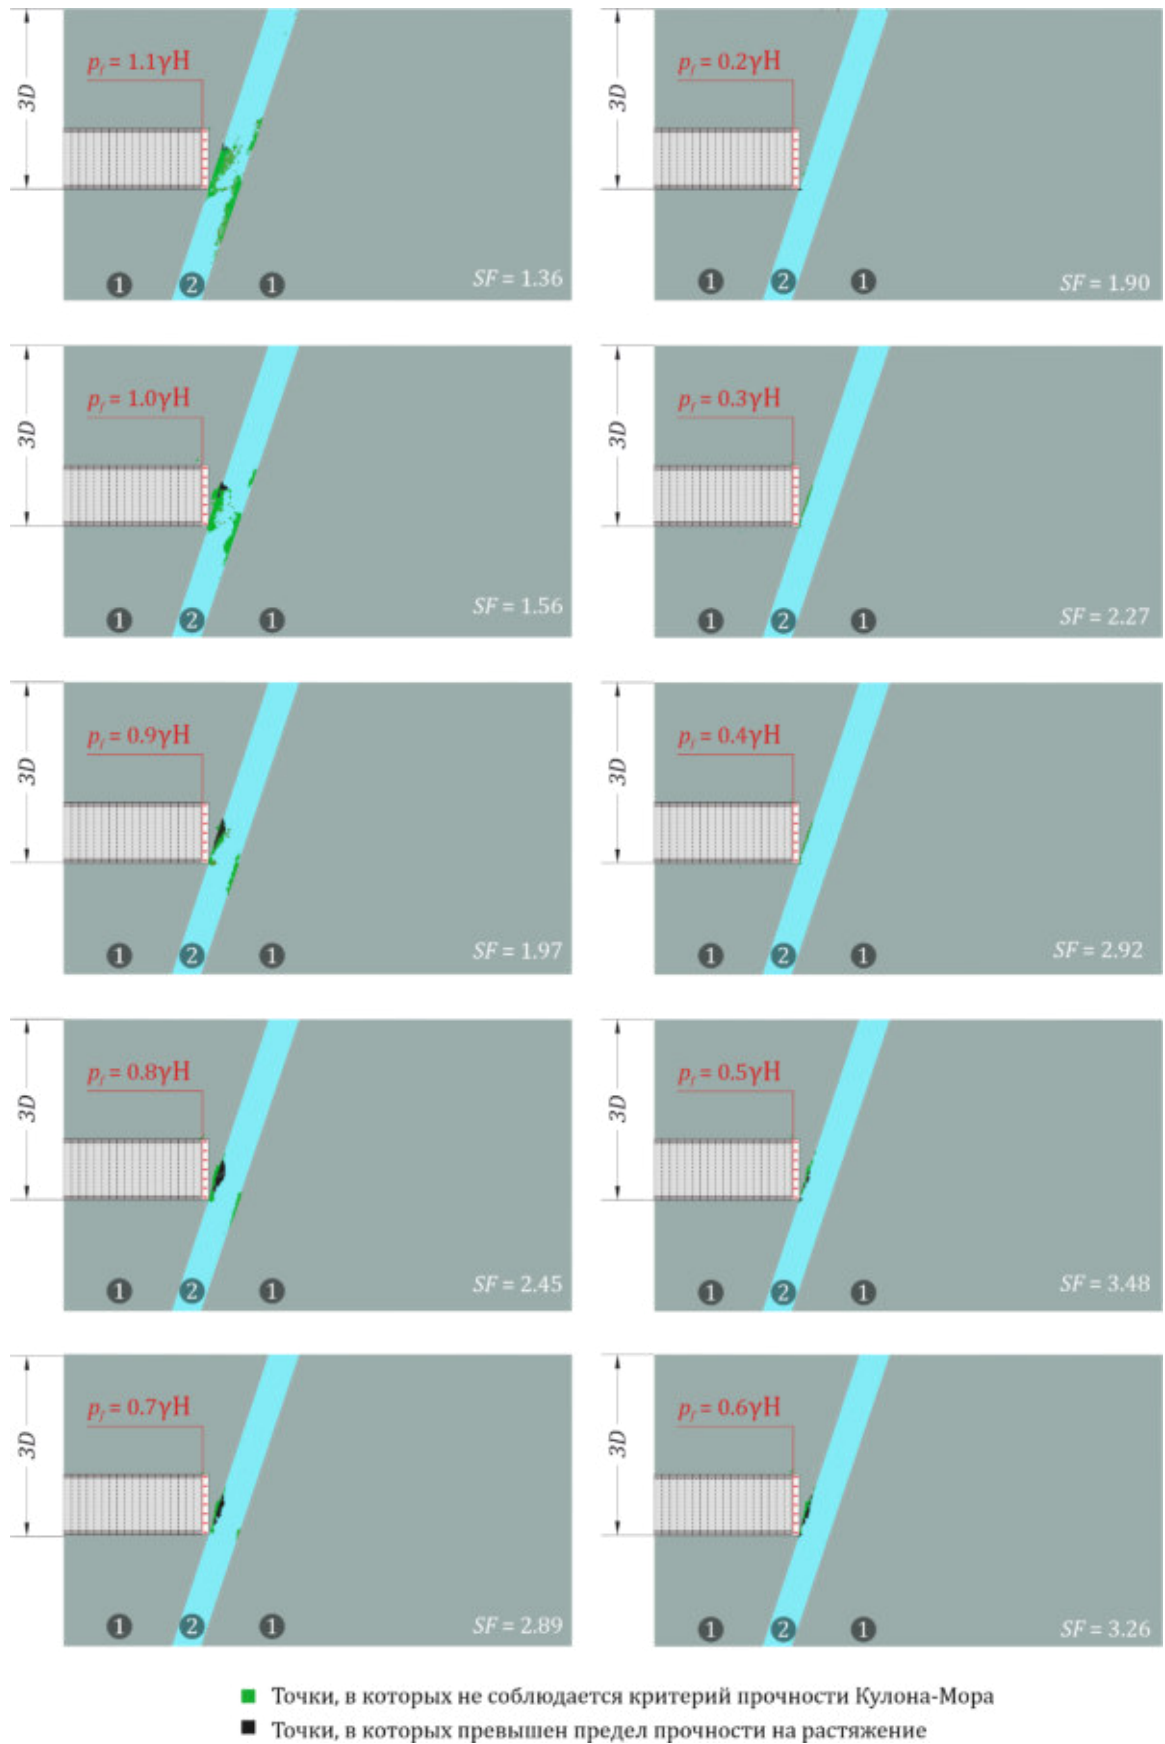 p_f = 1.1γH
3D
1 2 1
SF = 1.36
p_f = 0.2γH
3D
1 2 1
SF = 1.90
p_f = 1.0γH
3D
1 2 1
SF = 1.56
p_f = 0.3γH
3D
1 2 1
SF = 2.27
p_f = 0.9γH
3D
1 2 1
SF = 1.97
p_f = 0.4γH
3D
1 2 1
SF = 2.92
p_f = 0.8γH
3D
1 2 1
SF = 2.45
p_f = 0.5γH
3D
1 2 1
SF = 3.48
p_f = 0.7γH
3D
1 2 1
SF = 2.89
p_f = 0.6γH
3D
1 2 1
SF = 3.26
Точки, в которых не соблюдается критерий прочности Кулона-Мора
Точки, в которых превышен предел прочности на растяжение